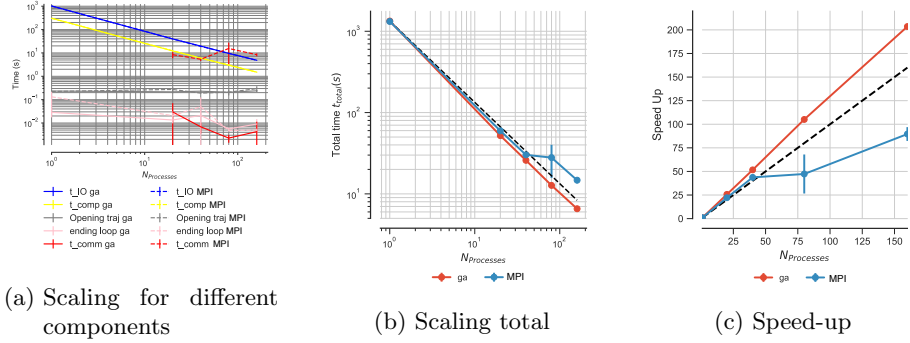 10³
10²
10¹
10⁰
10⁻¹
10⁻²
Time (s)
10⁰
10¹
10²
N_Processes
t_IO ga
t_comp ga
Opening traj ga
ending loop ga
t_comm ga
t_IO MPI
t_comp MPI
Opening traj MPI
ending loop MPI
t_comm MPI
(a) Scaling for different
components
10³
10²
10¹
Total time t_total(s)
10⁰
10¹
10²
N_Processes
ga
MPI
(b) Scaling total
200
175
150
125
100
75
50
25
0
Speed Up
25
50
75
100
125
150
N_Processes
ga
MPI
(c) Speed-up